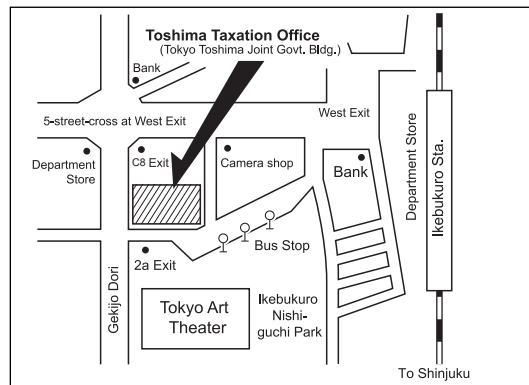 Toshima Taxation Office
(Tokyo Toshima Joint Govt. Bldg.)
Bank
5-street-cross at West Exit
West Exit
Department
Store
C8 Exit
Camera shop
Bank
Department Store
Ikebukuro Sta.
2a Exit
Bus Stop
Gekijo Dori
Tokyo Art
Theater
Ikebukuro
Nishi-
guchi Park
To Shinjuku